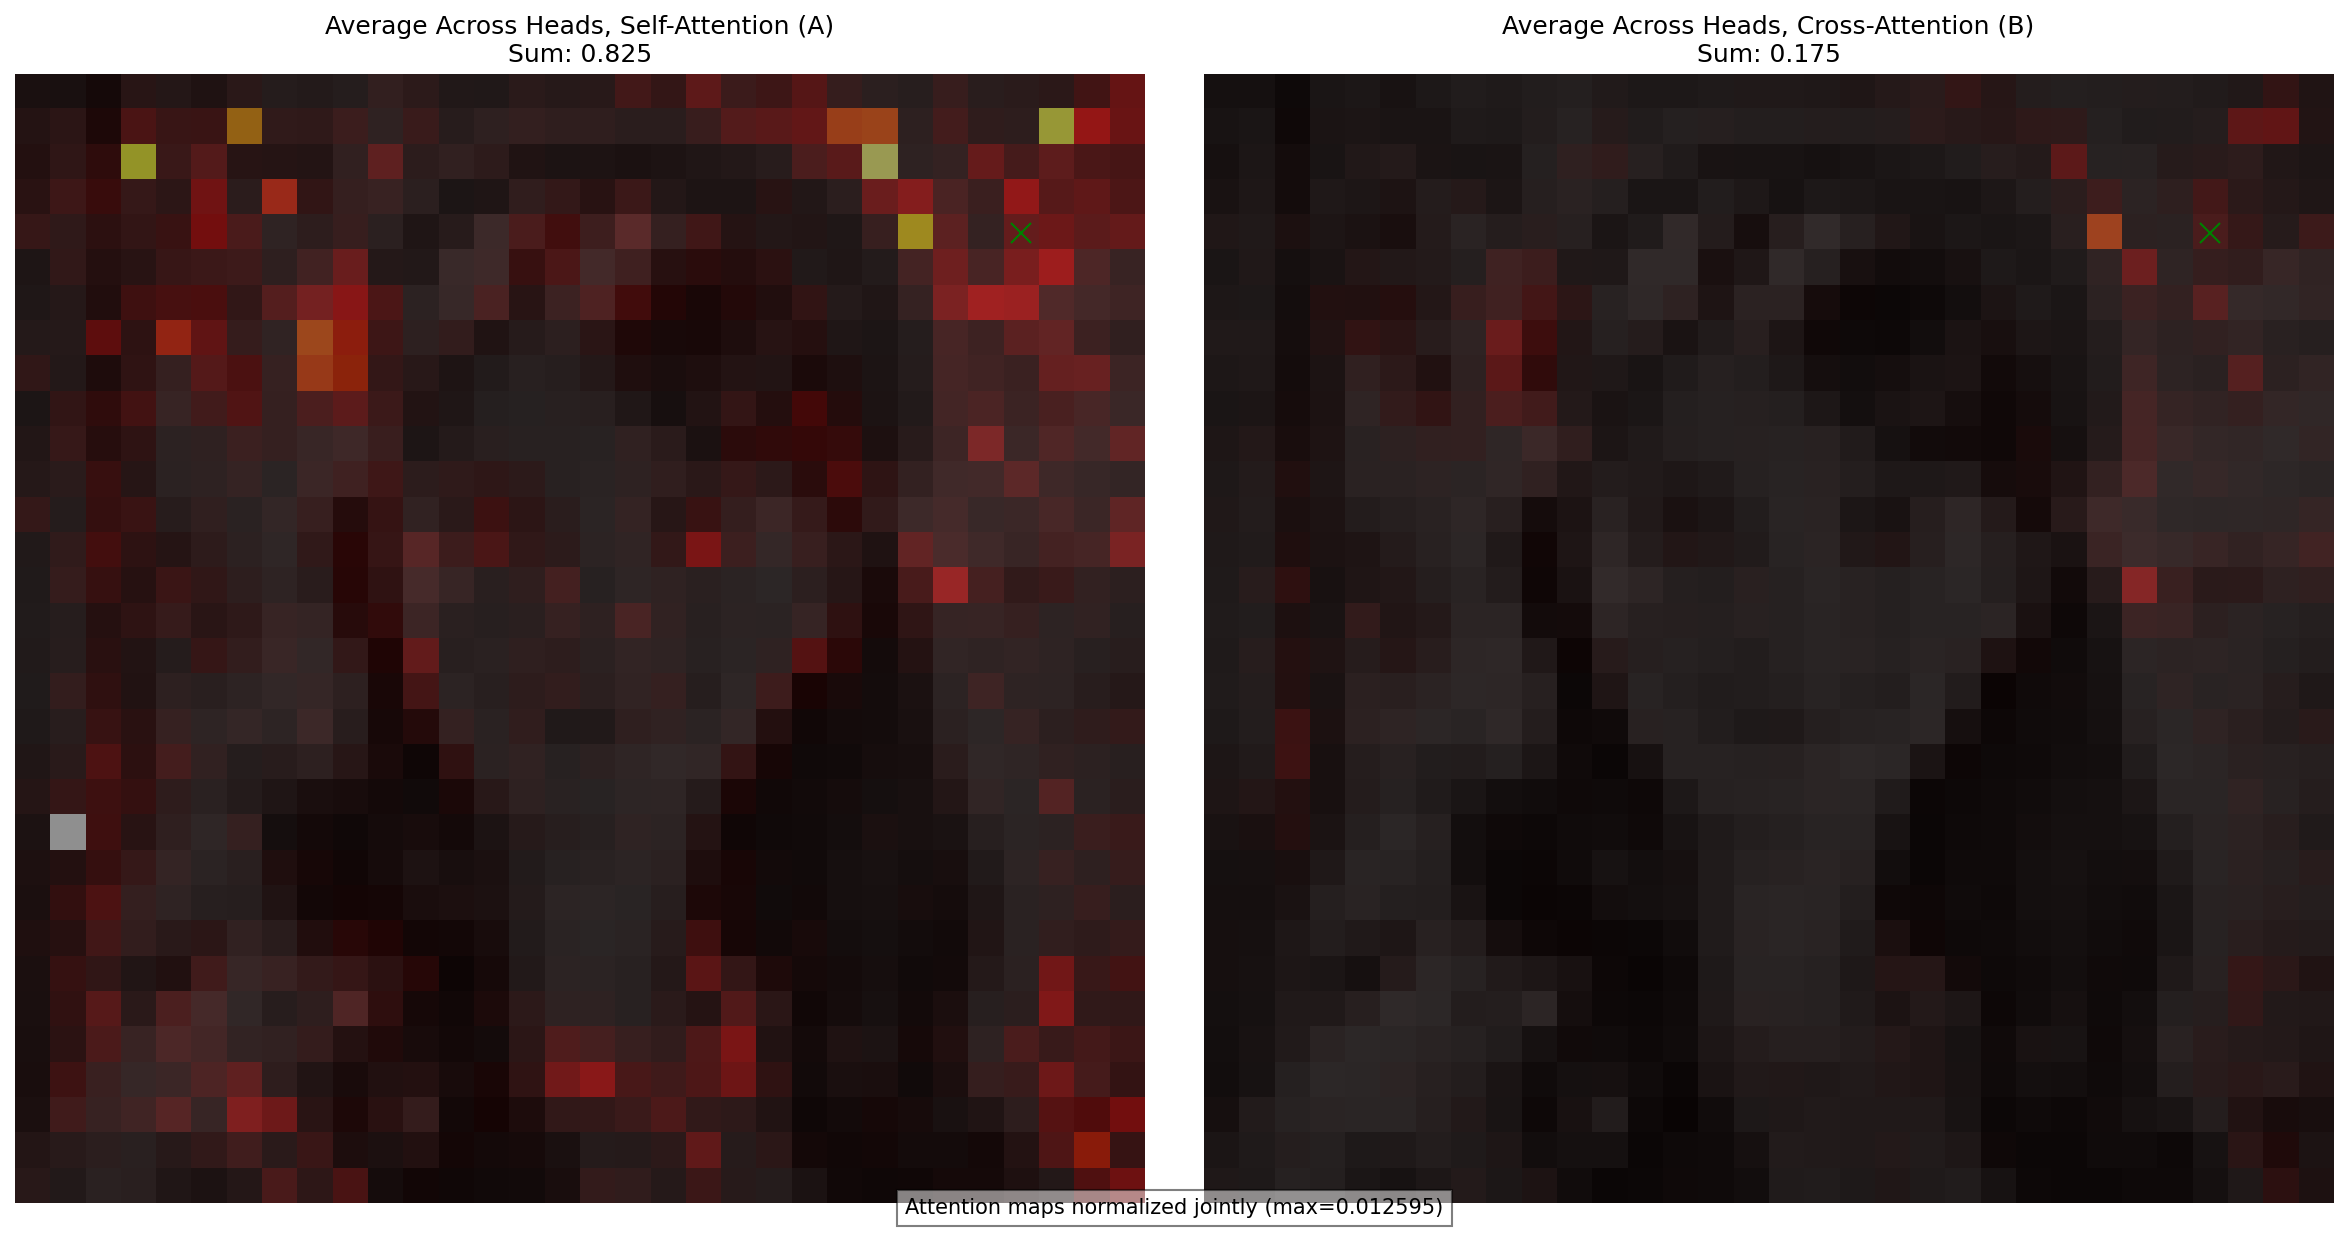 Average Across Heads, Self-Attention (A)
Sum: 0.825
Average Across Heads, Cross-Attention (B)
Sum: 0.175
Attention maps normalized jointly (max=0.012595)